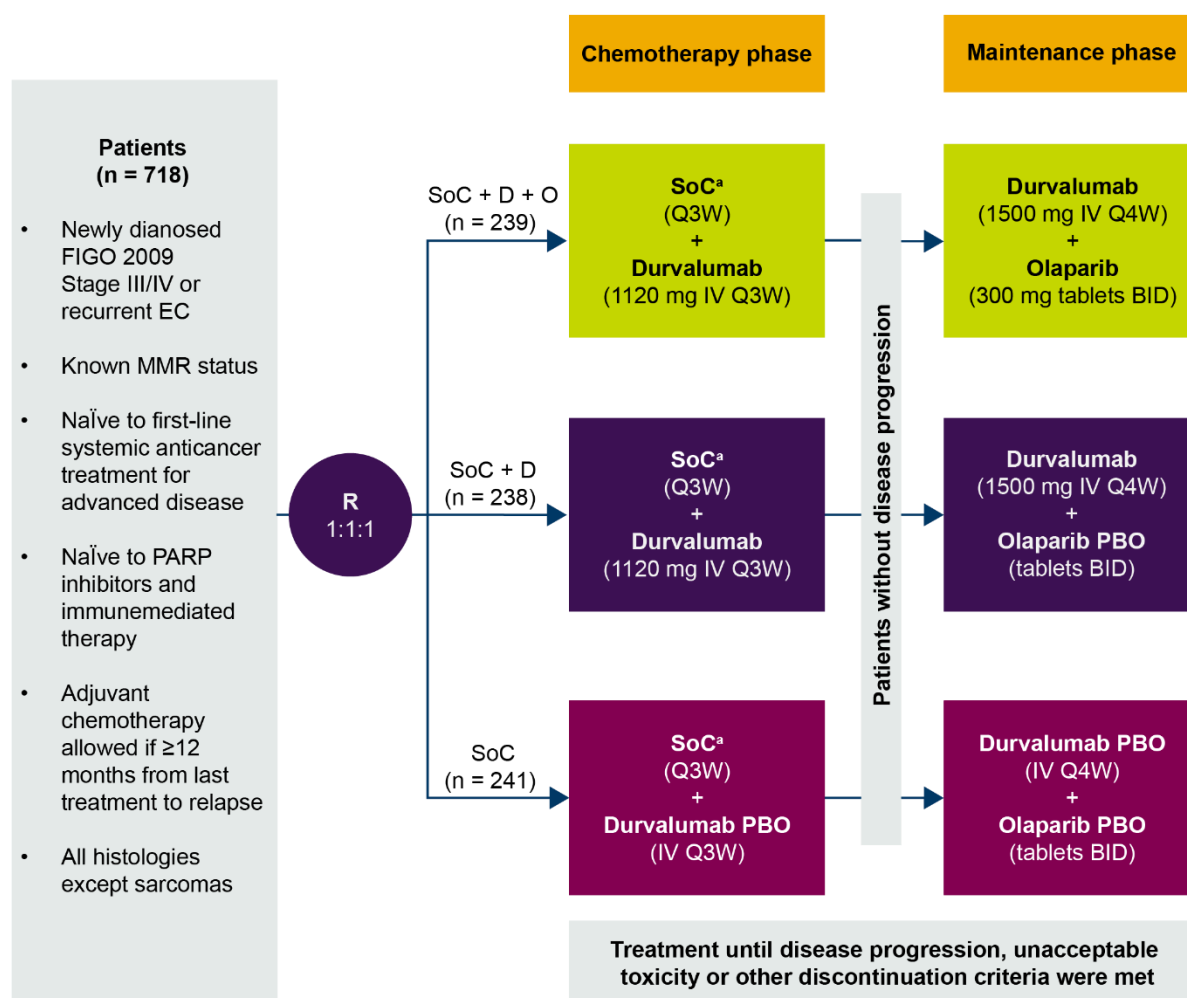 Chemotherapy phase
Maintenance phase
Patients
(n = 718)
• Newly dianosed
FIGO 2009
Stage III/IV or
recurrent EC
• Known MMR status
• NaÏve to first-line
systemic anticancer
treatment for
advanced disease
• NaÏve to PARP
inhibitors and
immunemediated
therapy
• Adjuvant
chemotherapy
allowed if ≥12
months from last
treatment to relapse
• All histologies
except sarcomas
R
1:1:1
SoC + D + O
(n = 239)
SoCᵃ
(Q3W)
+
Durvalumab
(1120 mg IV Q3W)
Durvalumab
(1500 mg IV Q4W)
+
Olaparib
(300 mg tablets BID)
SoC + D
(n = 238)
SoCᵃ
(Q3W)
+
Durvalumab
(1120 mg IV Q3W)
Durvalumab
(1500 mg IV Q4W)
+
Olaparib PBO
(tablets BID)
SoC
(n = 241)
SoCᵃ
(Q3W)
+
Durvalumab PBO
(IV Q3W)
Durvalumab PBO
(IV Q4W)
+
Olaparib PBO
(tablets BID)
Patients without disease progression
Treatment until disease progression, unacceptable
toxicity or other discontinuation criteria were met